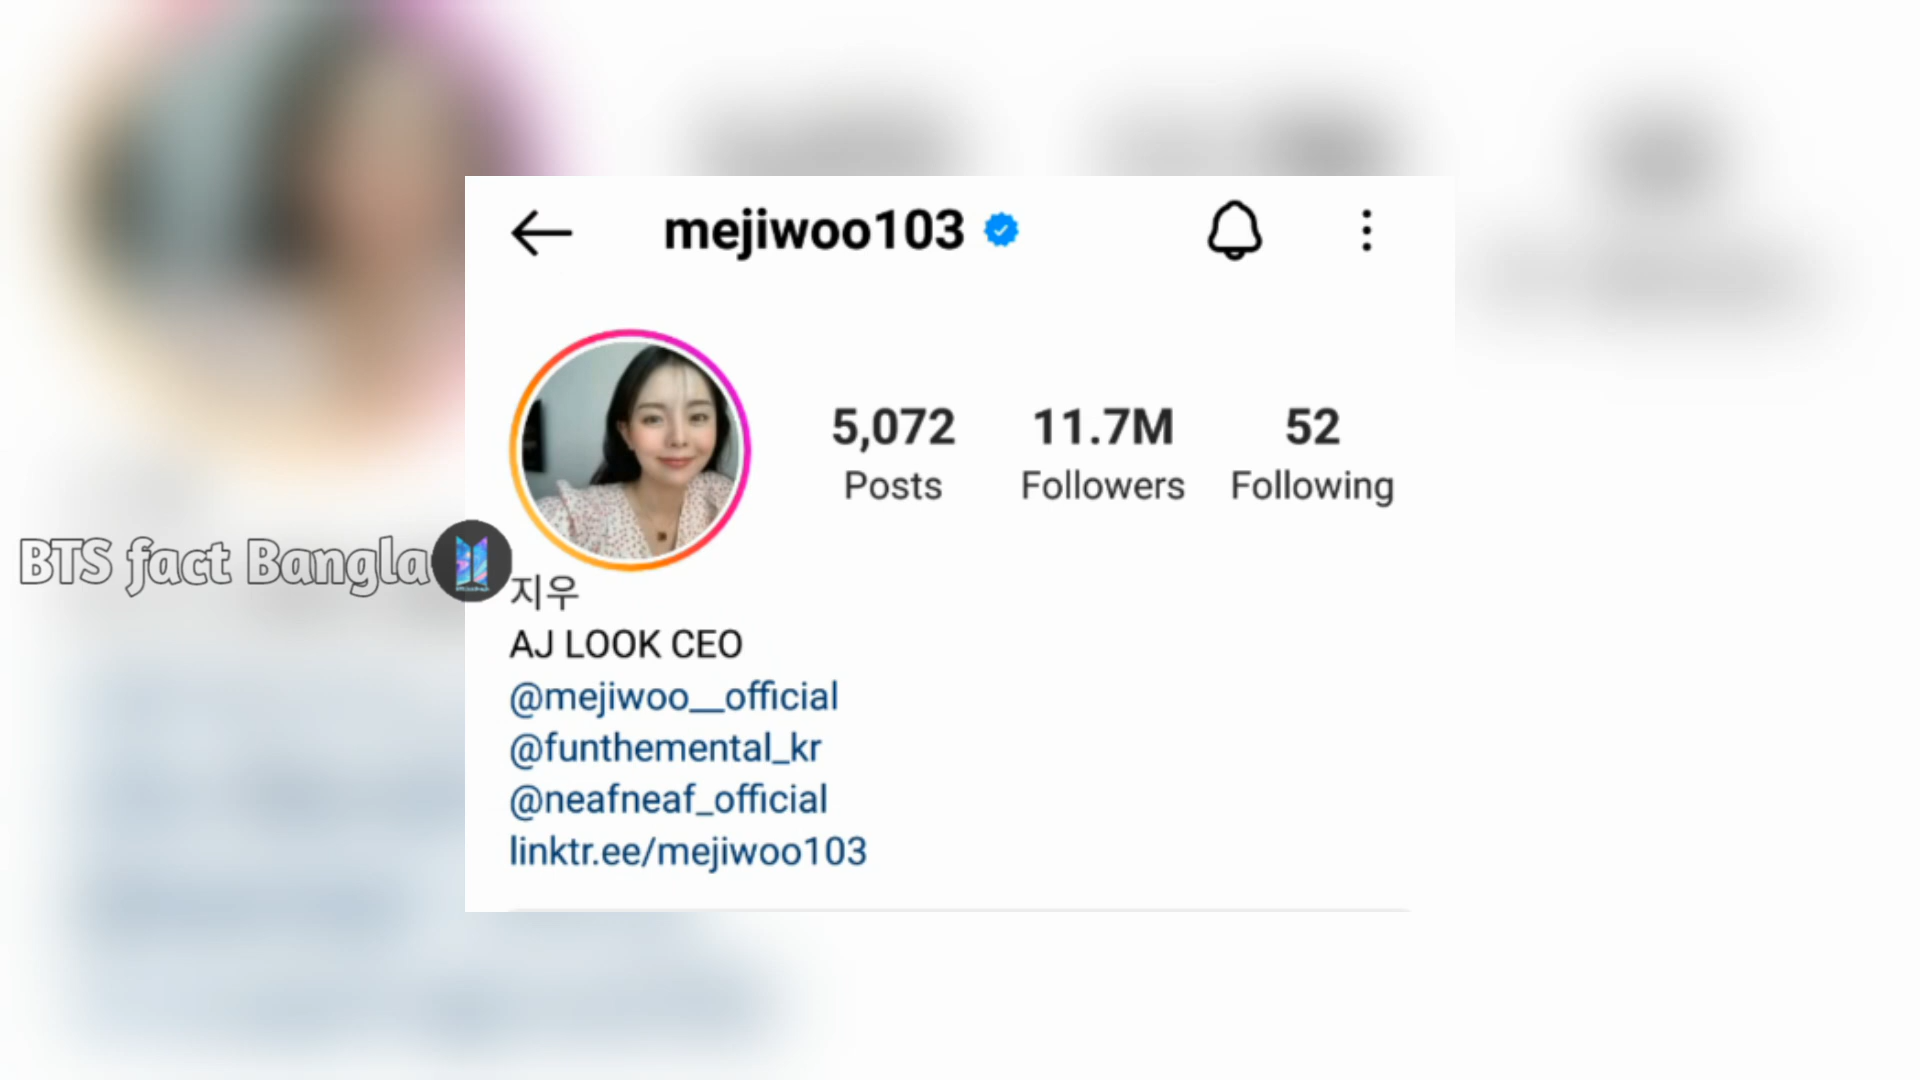 mejiwoo103
5,072 11.7M 52
Posts Followers Following
BTS fact Bangla
지우
AJ LOOK CEO
@mejiwoo__official
@funthemental_kr
@neafneaf_official
linktr.ee/mejiwoo103